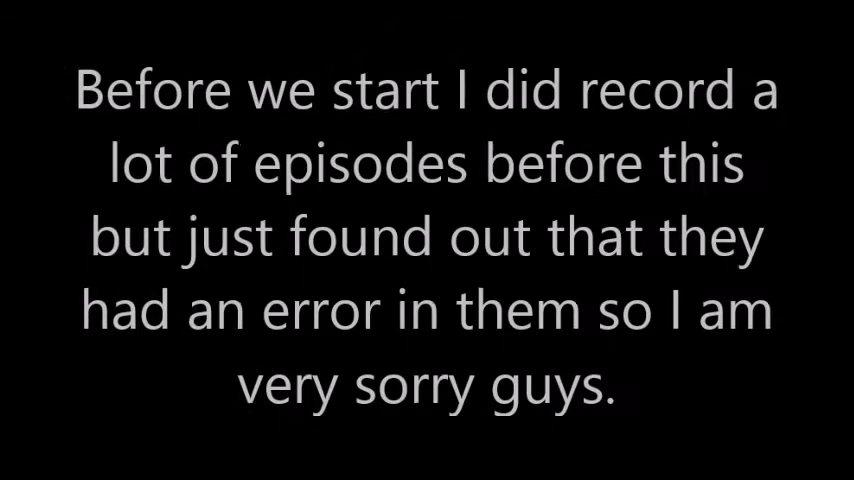 Before we start I did record a
lot of episodes before this
but just found out that they
had an error in them so I am
very sorry guys.